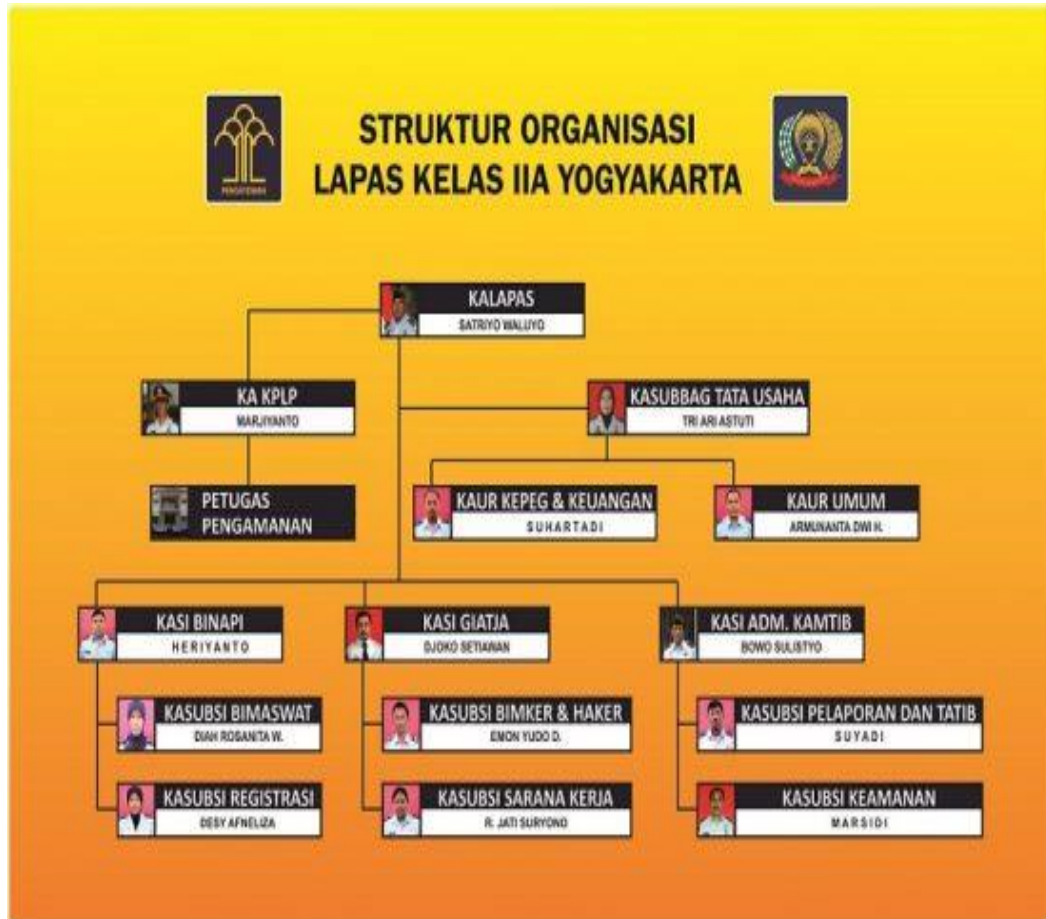 STRUKTUR ORGANISASI
LAPAS KELAS IIA YOGYAKARTA
PENGAYOMAN
KALAPAS
SATRIYO WALUYO
KA KPLP
MARJIYANTO
KASUBBAG TATA USAHA
TRI ARI ASTUTI
PETUGAS
PENGAMANAN
KAUR KEPEG & KEUANGAN
SUHARTADI
KAUR UMUM
ARMUNANTA DWI H.
KASI BINAPI
HERIYANTO
KASI GIATJA
DJOKO SETIAWAN
KASI ADM. KAMTIB
BOWO SULISTYO
KASUBSI BIMASWAT
DIAH ROSANITA W.
KASUBSI BIMKER & HAKER
EMON YUDO D.
KASUBSI PELAPORAN DAN TATIB
SUYADI
KASUBSI REGISTRASI
DESY AFNELIZA
KASUBSI SARANA KERJA
R. JATI SURYONO
KASUBSI KEAMANAN
MARSIDI